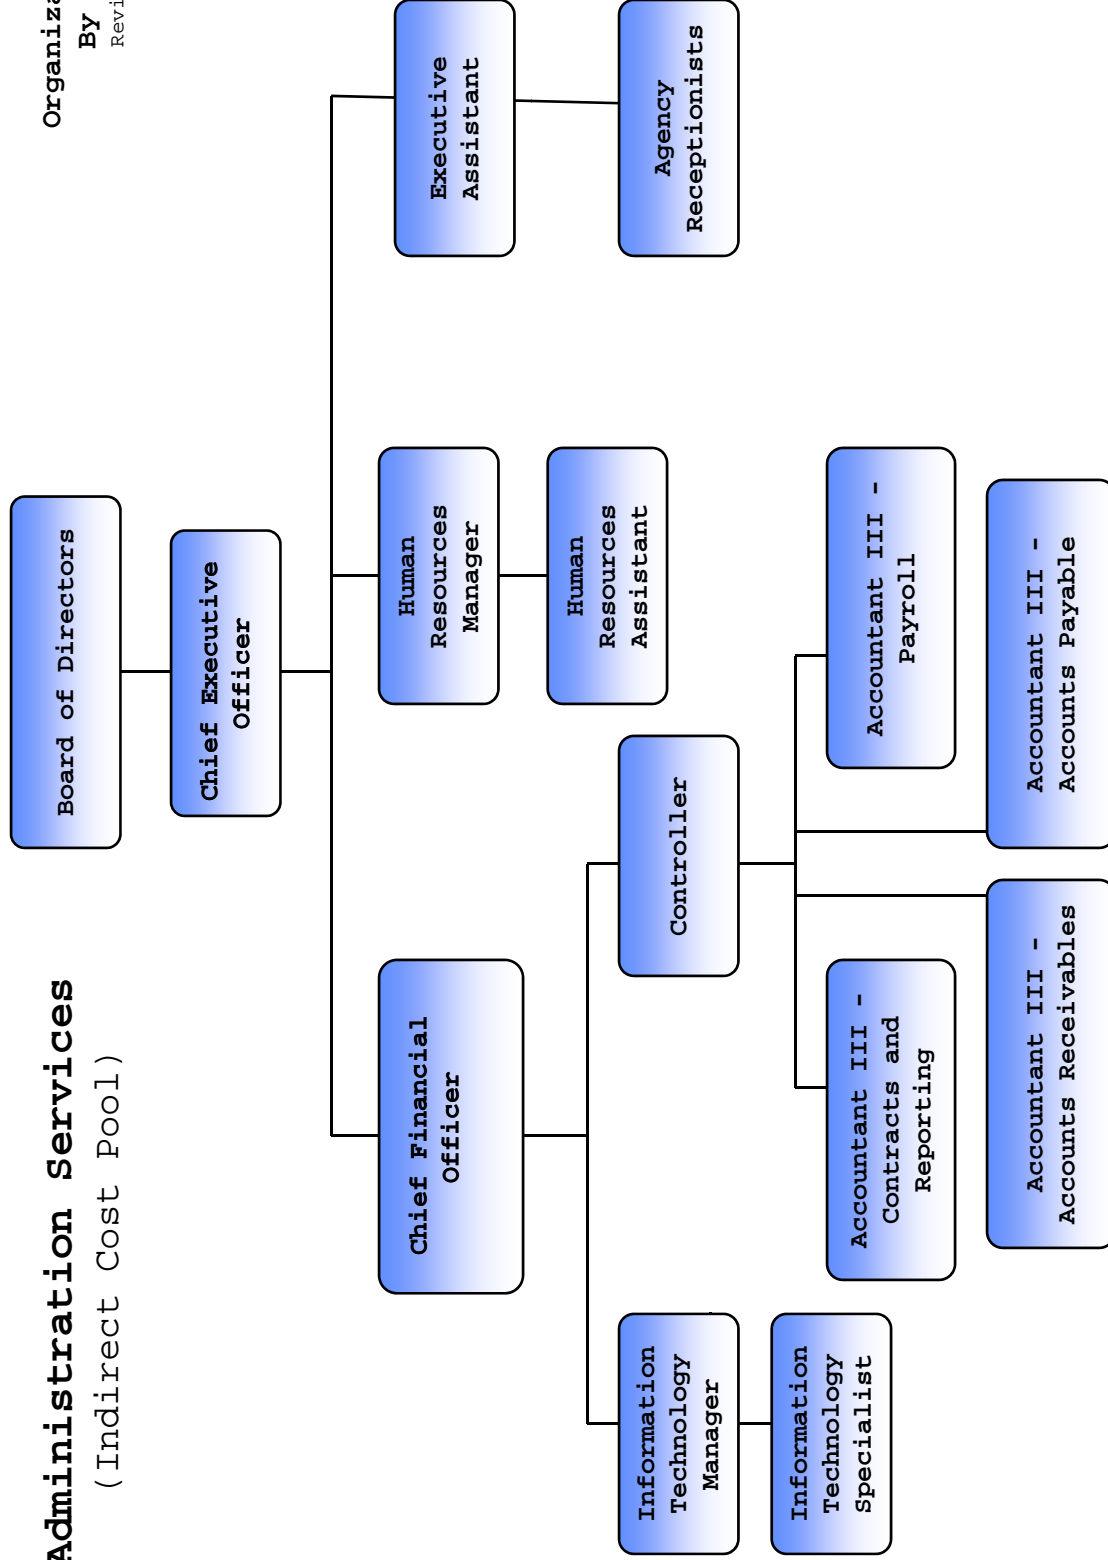 Administration Services
(Indirect Cost Pool)
By
Board of Directors
Chief Executive
Officer
Chief Financial
Officer
Human
Resources
Manager
Executive
Assistant
Human
Resources
Assistant
Information
Technology
Manager
Controller
Agency
Receptionists
Information
Technology
Specialist
Accountant III -
Contracts and
Reporting
Accountant III -
Payroll
Accountant III -
Accounts Receivables
Accountant III -
Accounts Payable